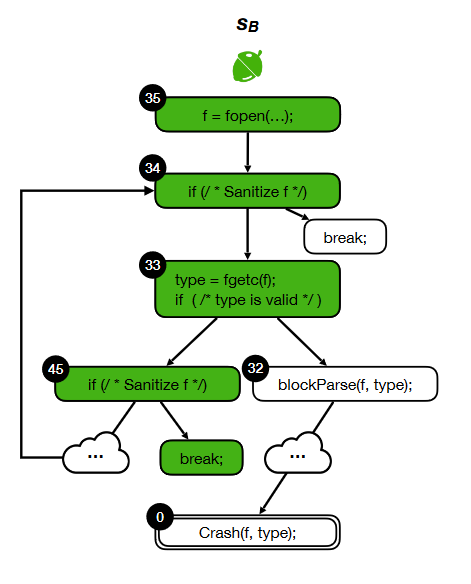 SB
35
f = fopen(…);
34
if (/ * Sanitize f */)
break;
33
type = fgetc(f);
if ( /* type is valid */ )
45
if (/ * Sanitize f */)
32
blockParse(f, type);
...
break;
...
0
Crash(f, type);